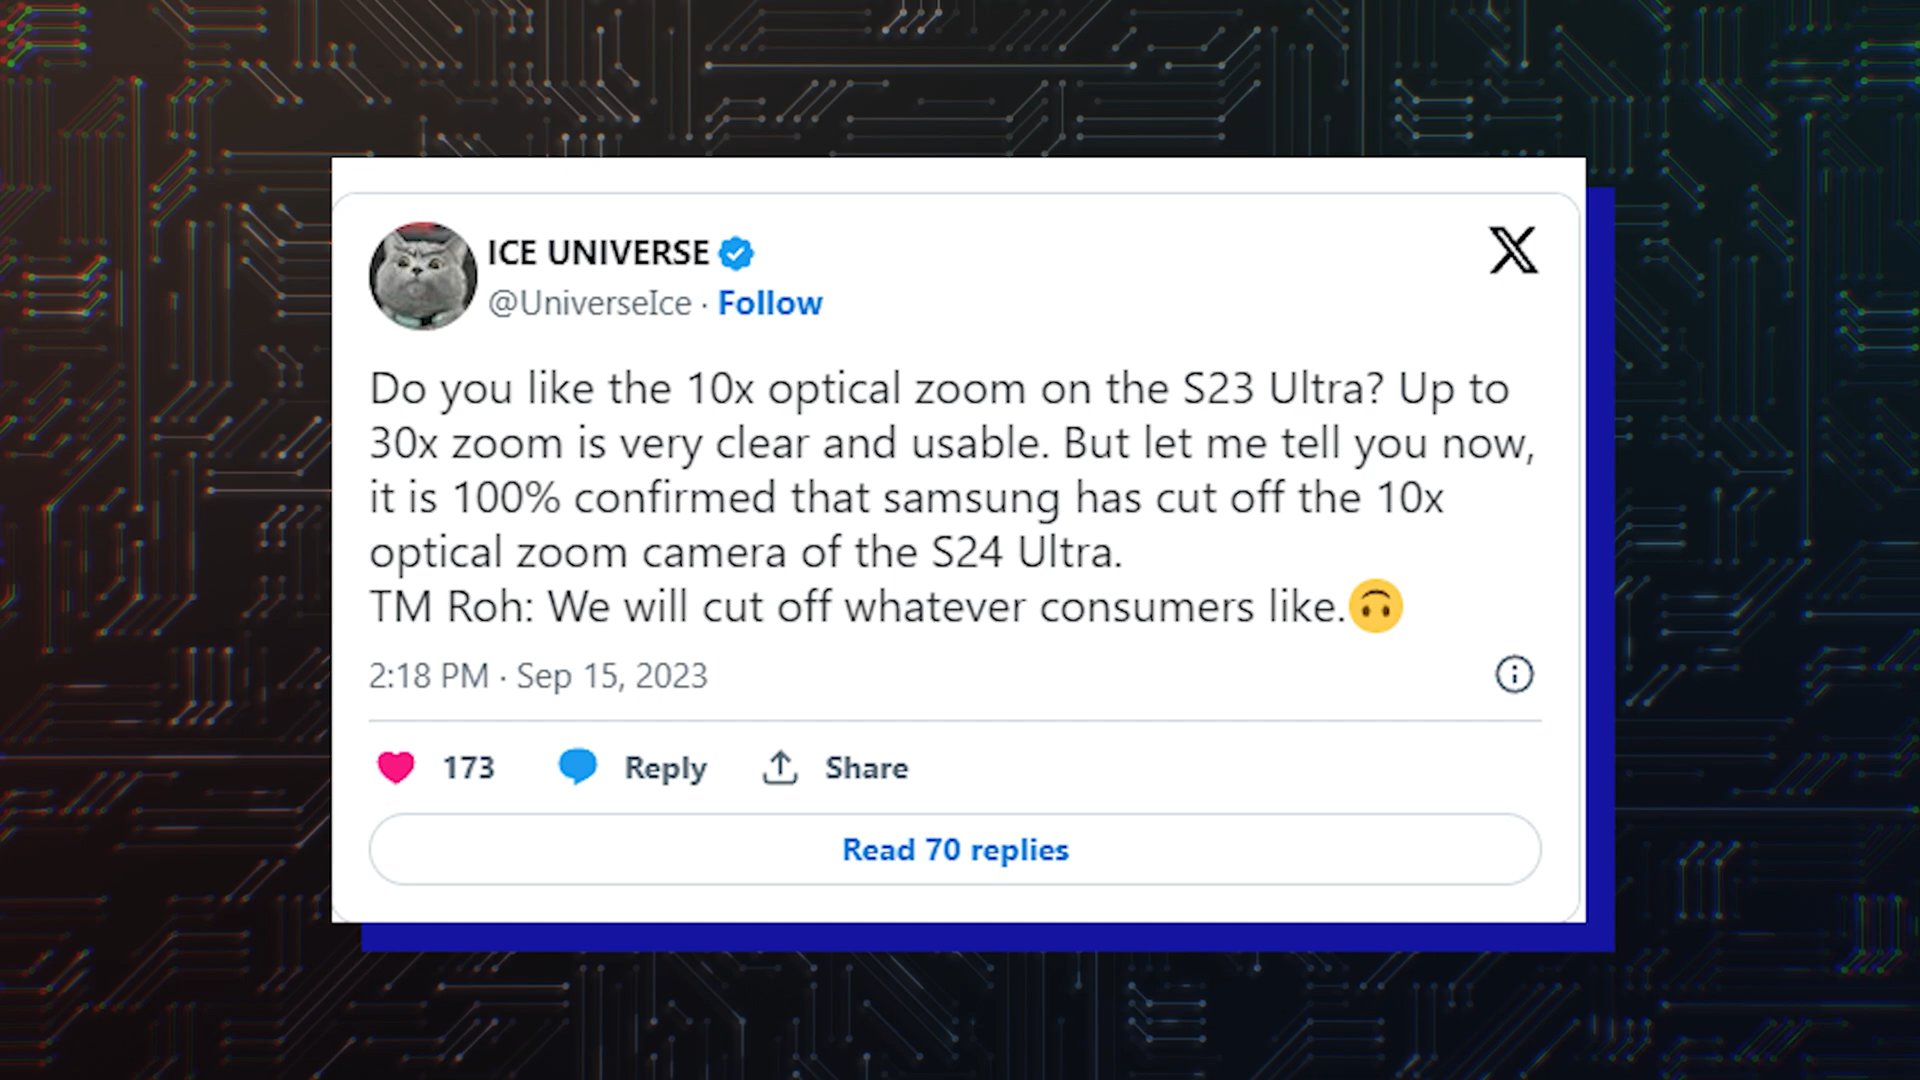 ICE UNIVERSE
@UniverseIce · Follow
Do you like the 10x optical zoom on the S23 Ultra? Up to
30x zoom is very clear and usable. But let me tell you now,
it is 100% confirmed that samsung has cut off the 10x
optical zoom camera of the S24 Ultra.
TM Roh: We will cut off whatever consumers like.🙃
2:18 PM · Sep 15, 2023
173 Reply Share
Read 70 replies